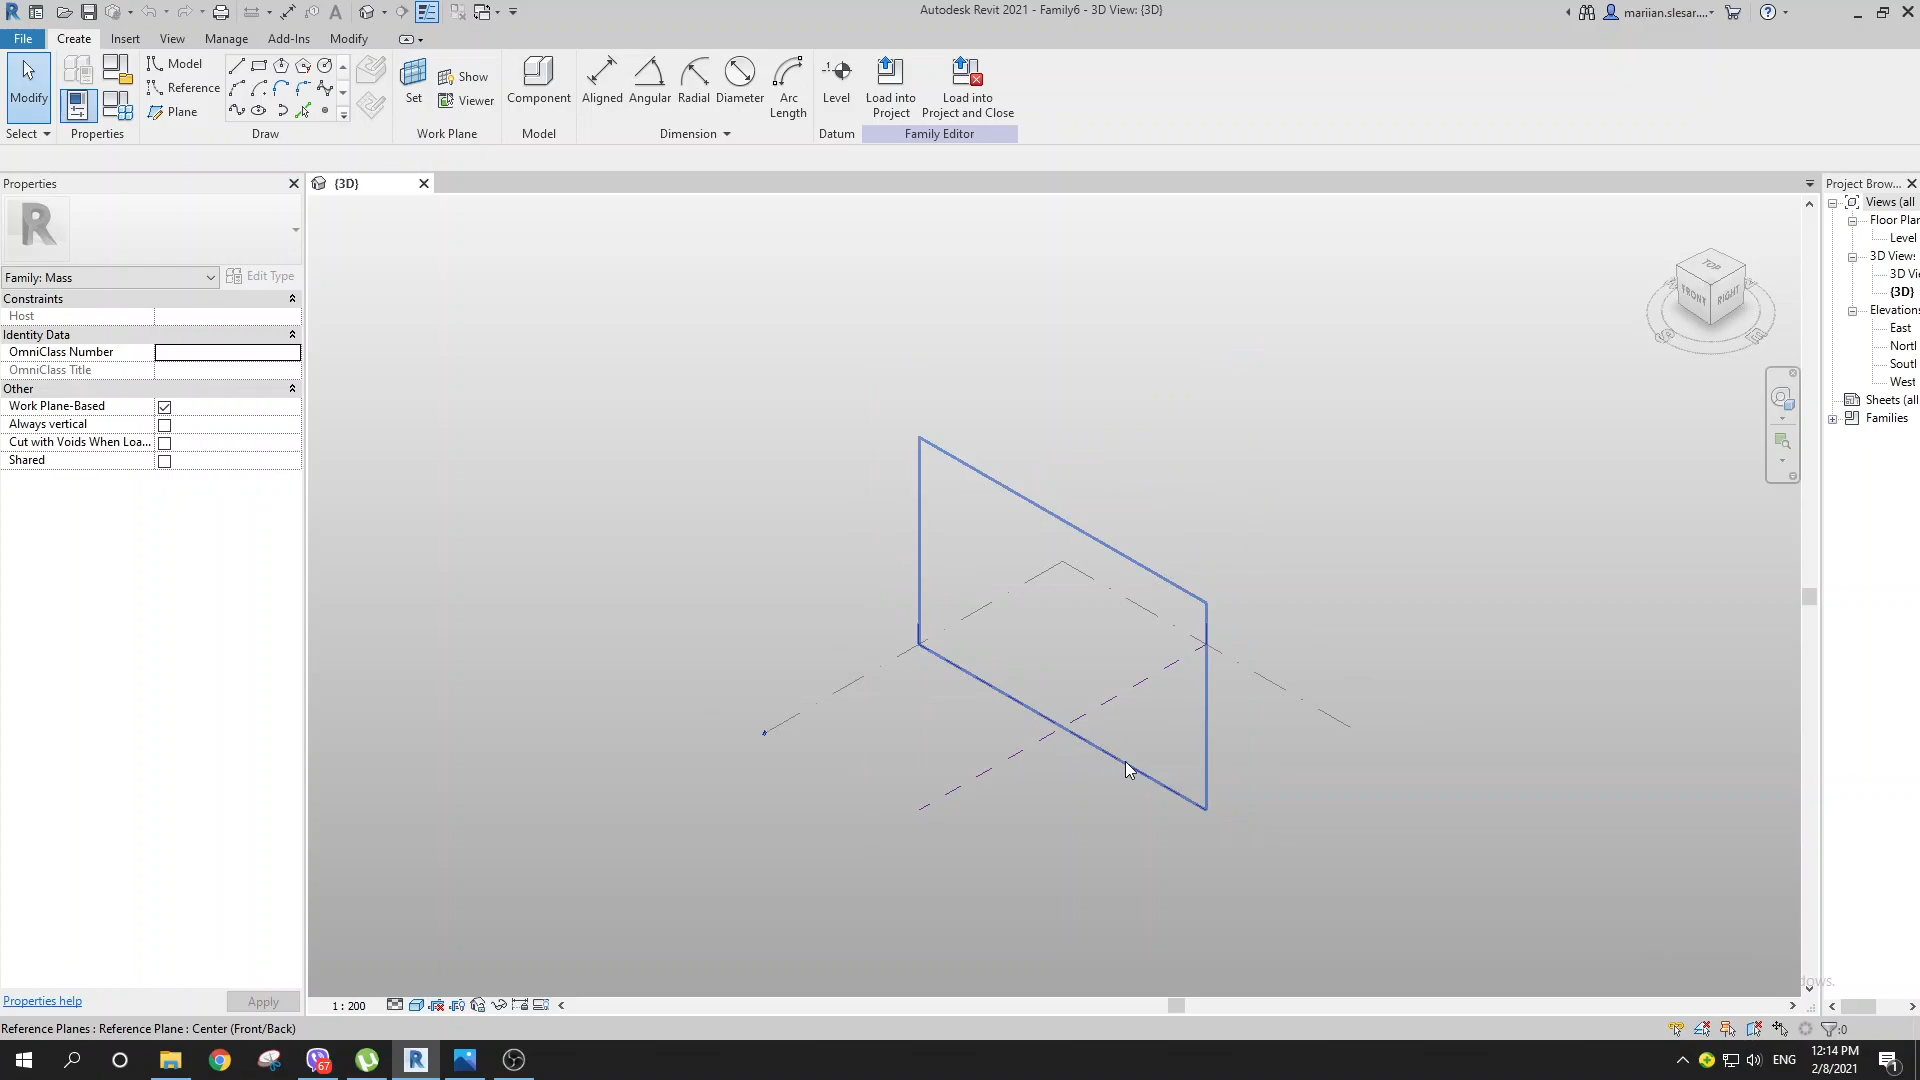 Autodesk Revit 2021 - Family6 - 3D View: {3D}
mariian.slesar....
File
Create
Insert
View
Manage
Add-Ins
Modify
Modify
Select
Properties
Model
Reference
Plane
Draw
Set
Show
Viewer
Work Plane
Component
Model
Aligned
Angular
Radial
Diameter
Arc
Length
Dimension
Level
Datum
Load into
Project
Load into
Project and Close
Family Editor
Properties
{3D}
Project Brow...
R
Family: Mass
Edit Type
Constraints
Host
Identity Data
OmniClass Number
OmniClass Title
Other
Work Plane-Based
Always vertical
Cut with Voids When Loa...
Shared
Properties help
Apply
TOP
FRONT
RIGHT
S
E
Views (all
Floor Plan
Level
3D Views
3D Vi
{3D}
Elevations
East
North
South
West
Sheets (all
Families
dows.
1 : 200
Reference Planes : Reference Plane : Center (Front/Back)
:0
67
R
ENG
12:14 PM
2/8/2021
1